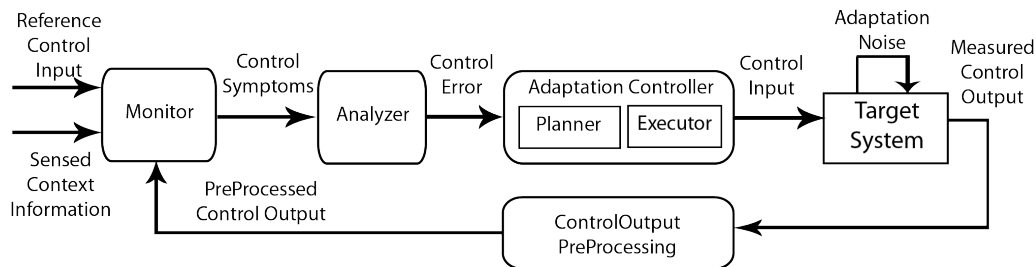 Reference
Control
Input
Monitor
Sensed
Context
Information
Control
Symptoms
Analyzer
Control
Error
Adaptation Controller
Planner
Executor
Control
Input
Adaptation
Noise
Target
System
Measured
Control
Output
PreProcessed
Control Output
ControlOutput
PreProcessing